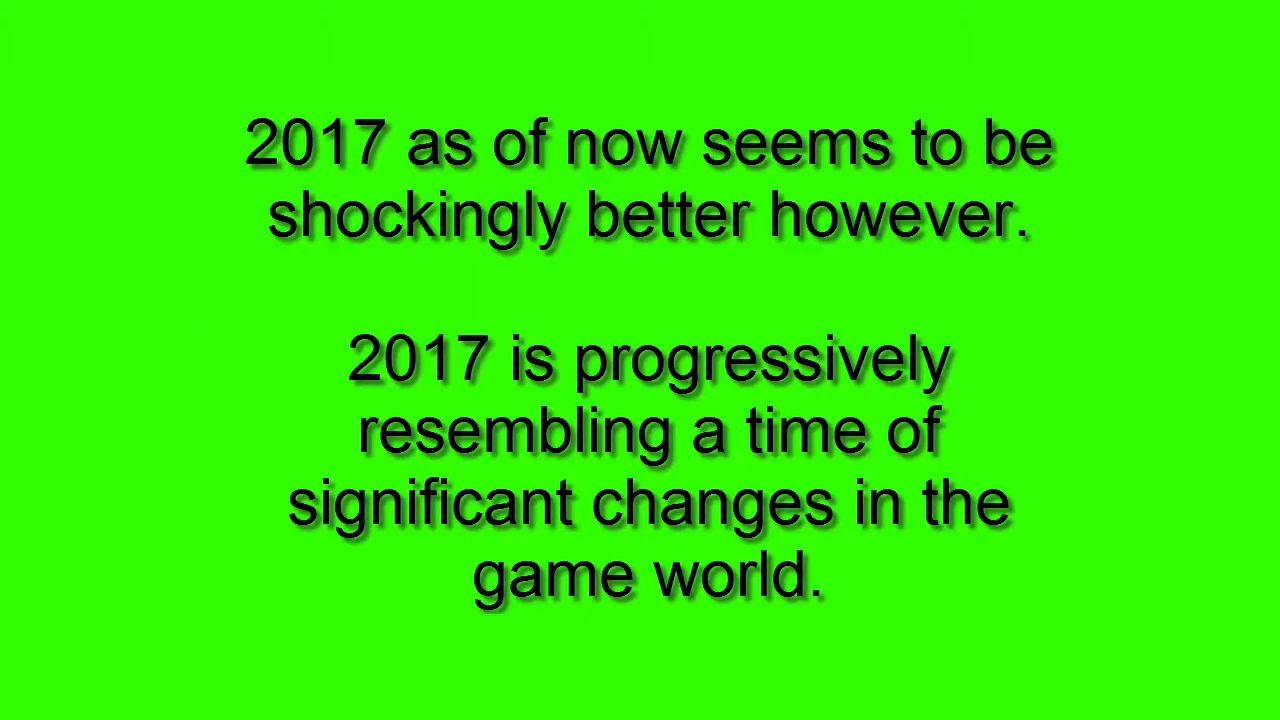 2017 as of now seems to be
shockingly better however.
2017 is progressively
resembling a time of
significant changes in the
game world.